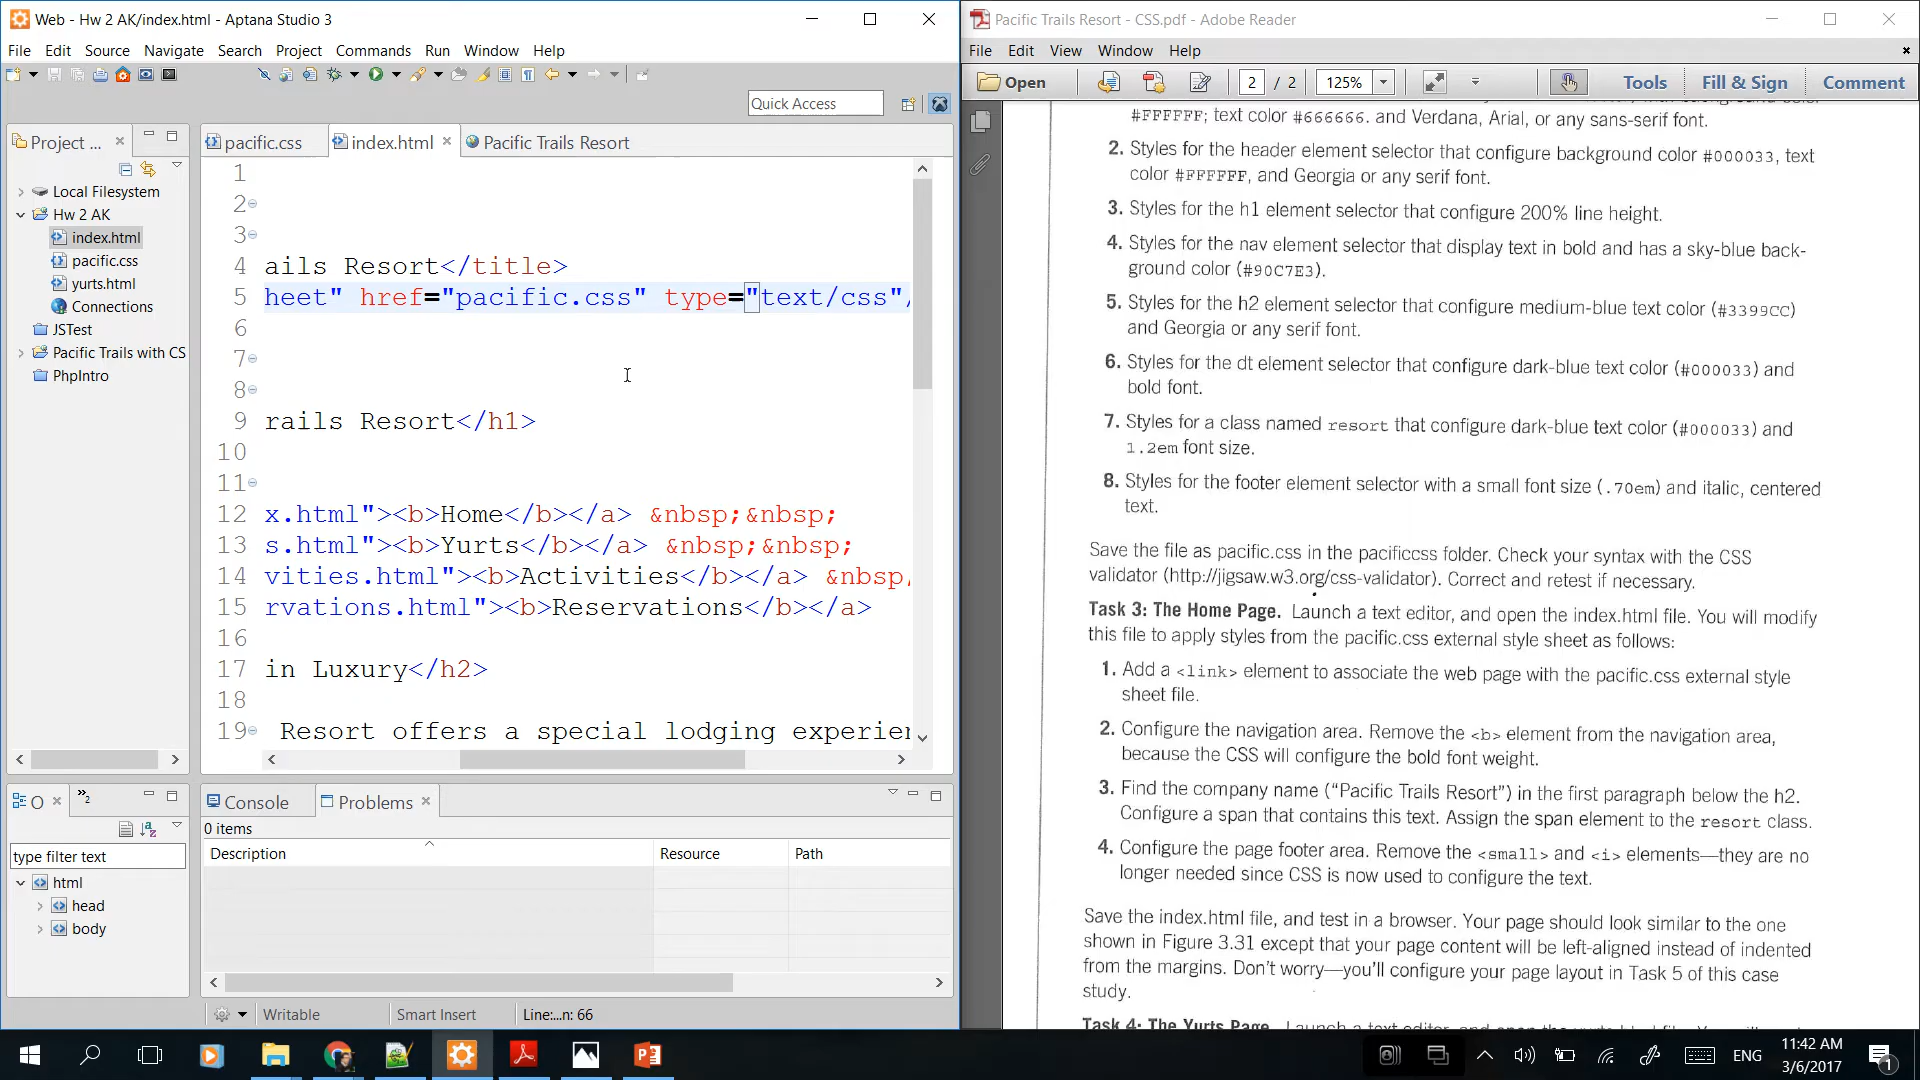 Web - Hw 2 AK/index.html - Aptana Studio 3
File Edit Source Navigate Search Project Commands Run Window Help
Quick Access
Project ...
Local Filesystem
Hw 2 AK
index.html
pacific.css
yurts.html
Connections
JSTest
Pacific Trails with CS
PhpIntro
pacific.css index.html Pacific Trails Resort
1
2
3
4 ails Resort</title>
5 heet" href="pacific.css" type="text/css"/
6
7
8
9 rails Resort</h1>
10
11
12 x.html"><b>Home</b></a> &nbsp;&nbsp;
13 s.html"><b>Yurts</b></a> &nbsp;&nbsp;
14 vities.html"><b>Activities</b></a> &nbsp;
15 rvations.html"><b>Reservations</b></a>
16
17 in Luxury</h2>
18
19 Resort offers a special lodging experien
O
2
type filter text
html
head
body
Console Problems
0 items
Description Resource Path
Writable Smart Insert Line:...n: 66
Pacific Trails Resort - CSS.pdf - Adobe Reader
File Edit View Window Help
Open 2 / 2 125% Tools Fill & Sign Comment
#FFFFFF; text color #666666. and Verdana, Arial, or any sans-serif font.
2. Styles for the header element selector that configure background color #000033, text
color #FFFFFF, and Georgia or any serif font.
3. Styles for the h1 element selector that configure 200% line height.
4. Styles for the nav element selector that display text in bold and has a sky-blue back-
ground color (#90C7E3).
5. Styles for the h2 element selector that configure medium-blue text color (#3399CC)
and Georgia or any serif font.
6. Styles for the dt element selector that configure dark-blue text color (#000033) and
bold font.
7. Styles for a class named resort that configure dark-blue text color (#000033) and
1.2em font size.
8. Styles for the footer element selector with a small font size (.70em) and italic, centered
text.
Save the file as pacific.css in the pacificcss folder. Check your syntax with the CSS
validator (http://jigsaw.w3.org/css-validator). Correct and retest if necessary.
Task 3: The Home Page. Launch a text editor, and open the index.html file. You will modify
this file to apply styles from the pacific.css external style sheet as follows:
1. Add a <link> element to associate the web page with the pacific.css external style
sheet file.
2. Configure the navigation area. Remove the <b> element from the navigation area,
because the CSS will configure the bold font weight.
3. Find the company name ("Pacific Trails Resort") in the first paragraph below the h2.
Configure a span that contains this text. Assign the span element to the resort class.
4. Configure the page footer area. Remove the <small> and <i> elements—they are no
longer needed since CSS is now used to configure the text.
Save the index.html file, and test in a browser. Your page should look similar to the one
shown in Figure 3.31 except that your page content will be left-aligned instead of indented
from the margins. Don't worry—you'll configure your page layout in Task 5 of this case
study.
Task 4: The Yurts Page.
ENG
11:42 AM
3/6/2017
1